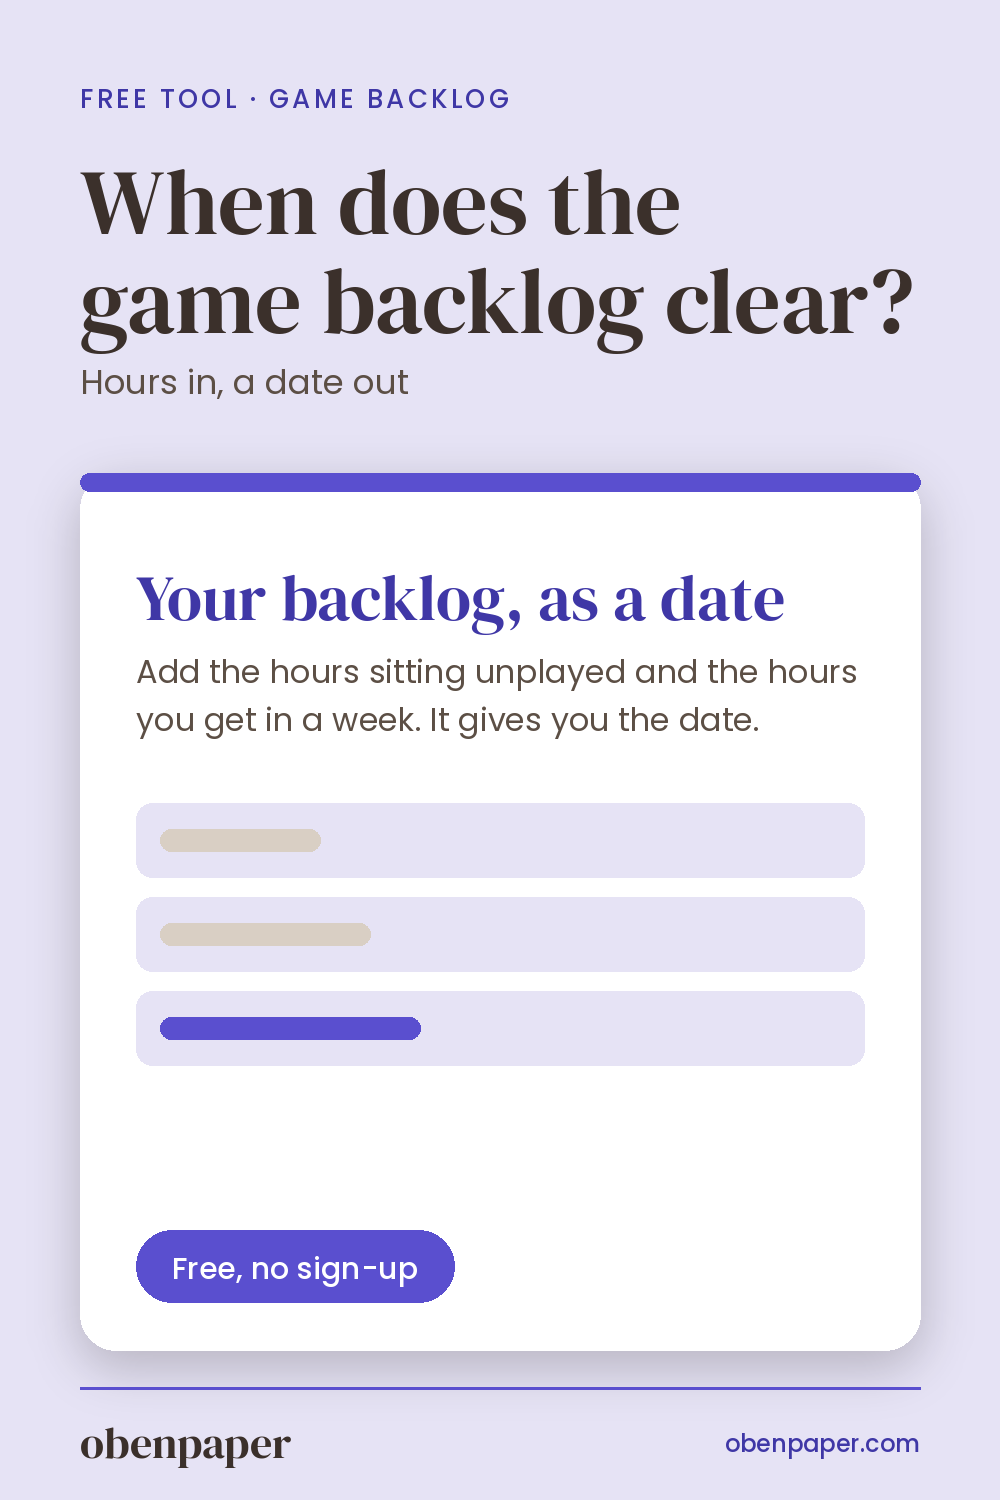 FREE TOOL · GAME BACKLOG
When does the
game backlog clear?
Hours in, a date out
Your backlog, as a date
Add the hours sitting unplayed and the hours
you get in a week. It gives you the date.
Free, no sign-up
obenpaper
obenpaper.com